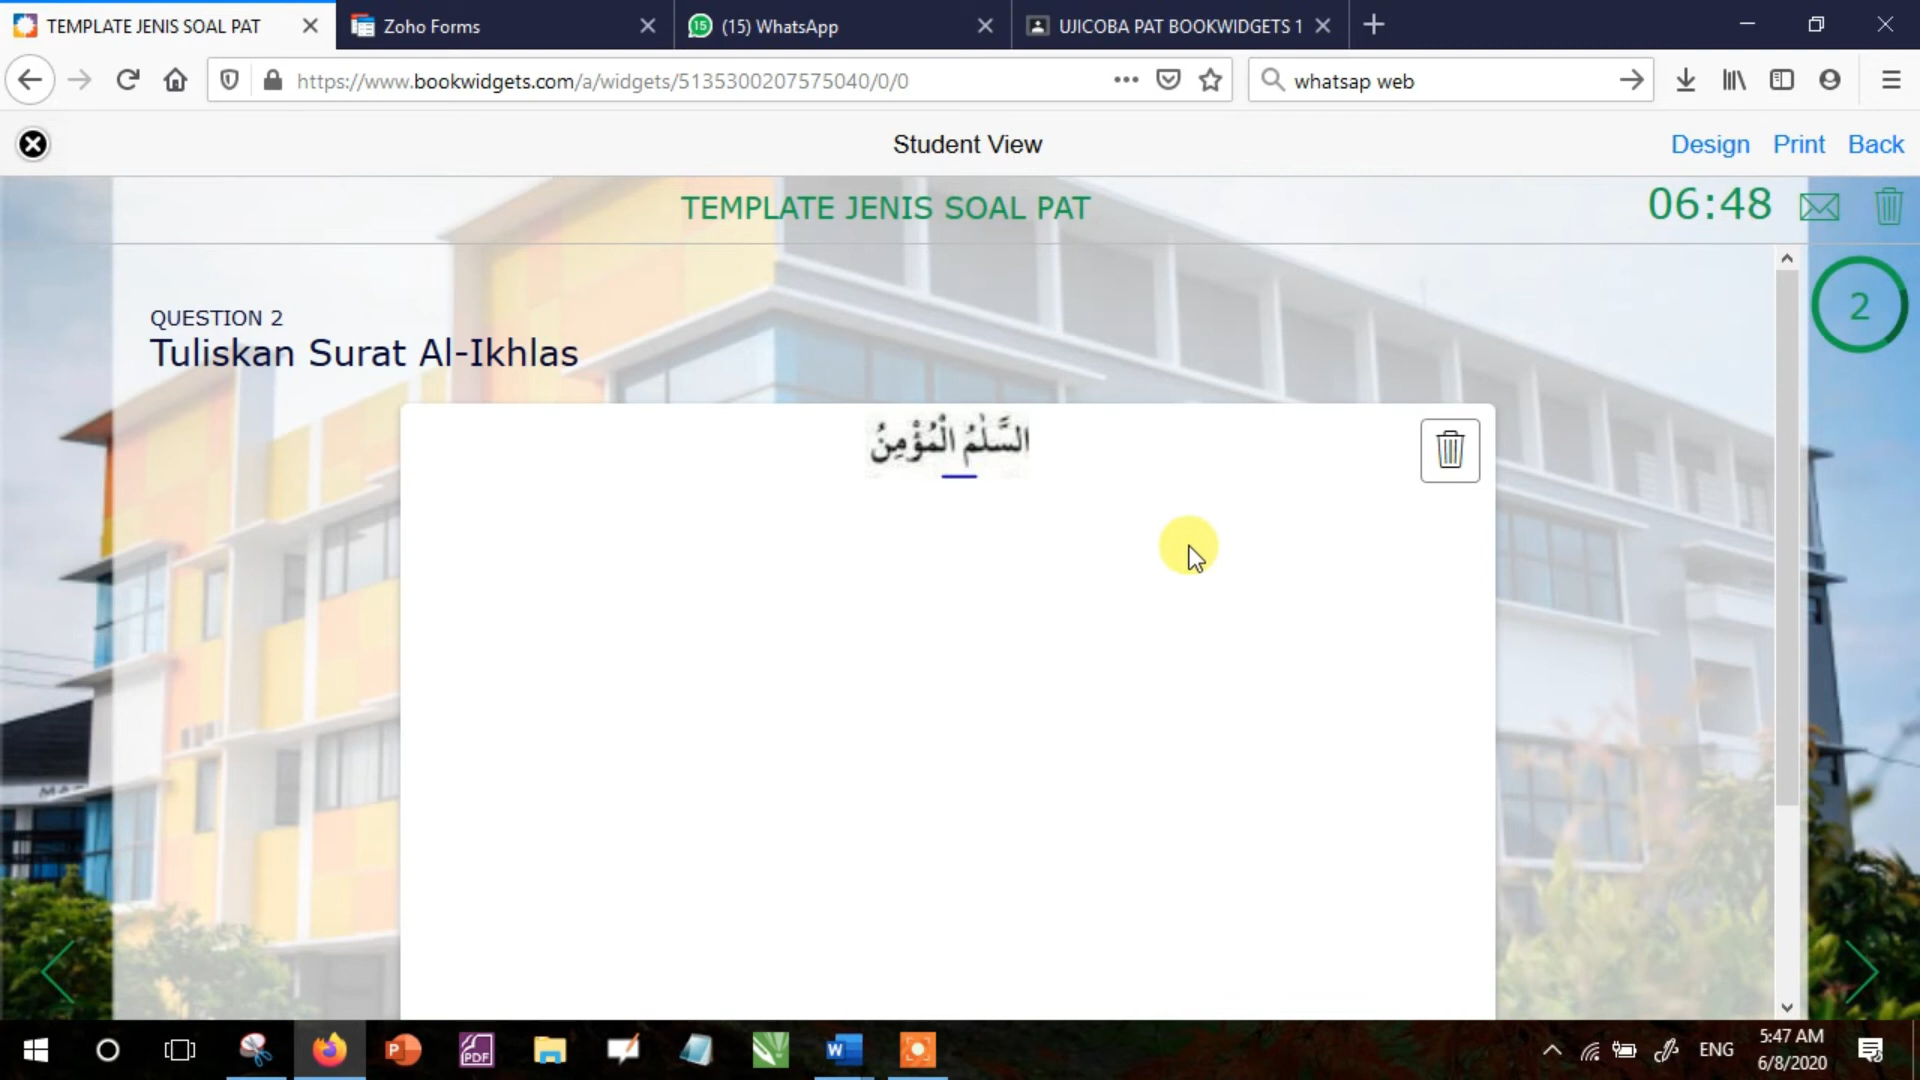 TEMPLATE JENIS SOAL PAT
Zoho Forms
15
(15) WhatsApp
UJICOBA PAT BOOKWIDGETS 1
https://www.bookwidgets.com/a/widgets/5135300207575040/0/0
whatsap web
Student View
Design
Print
Back
TEMPLATE JENIS SOAL PAT
06:48
QUESTION 2
2
Tuliskan Surat Al-Ikhlas
السَّلٰمُ الْمُؤْمِنُ
P
PDF
W
ENG
5:47 AM
6/8/2020